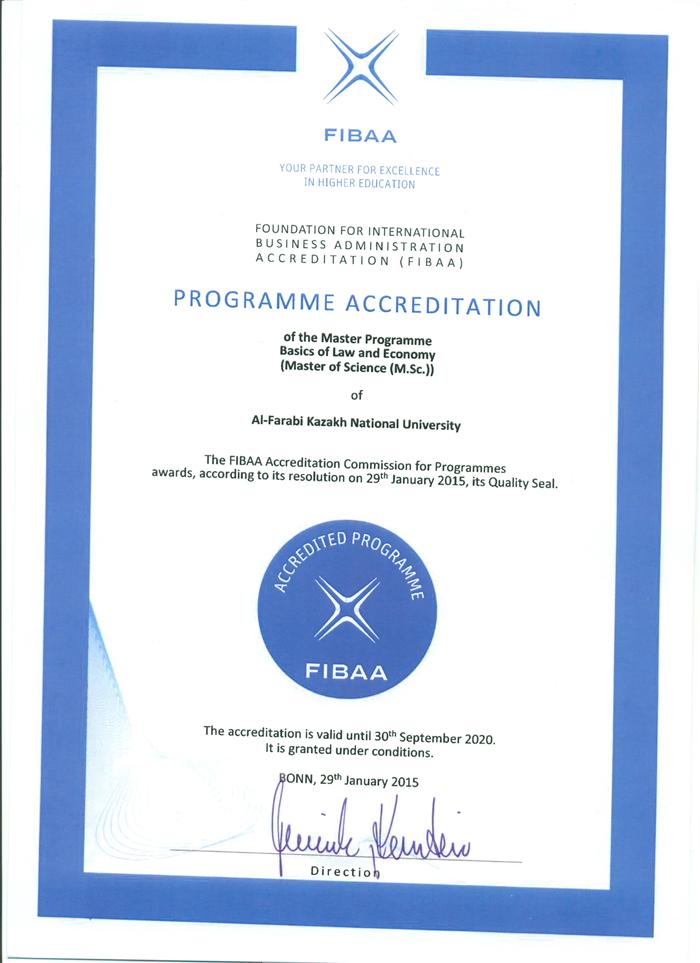 FIBAA
YOUR PARTNER FOR EXCELLENCE
IN HIGHER EDUCATION
FOUNDATION FOR INTERNATIONAL
BUSINESS ADMINISTRATION
ACCREDITATION (FIBAA)
PROGRAMME ACCREDITATION
of the Master Programme
Basics of Law and Economy
(Master of Science (M.Sc.))
of
Al-Farabi Kazakh National University
The FIBAA Accreditation Commission for Programmes
awards, according to its resolution on 29th January 2015, its Quality Seal.
ACCREDITED PROGRAMME
FIBAA
The accreditation is valid until 30th September 2020.
It is granted under conditions.
BONN, 29th January 2015
Direction